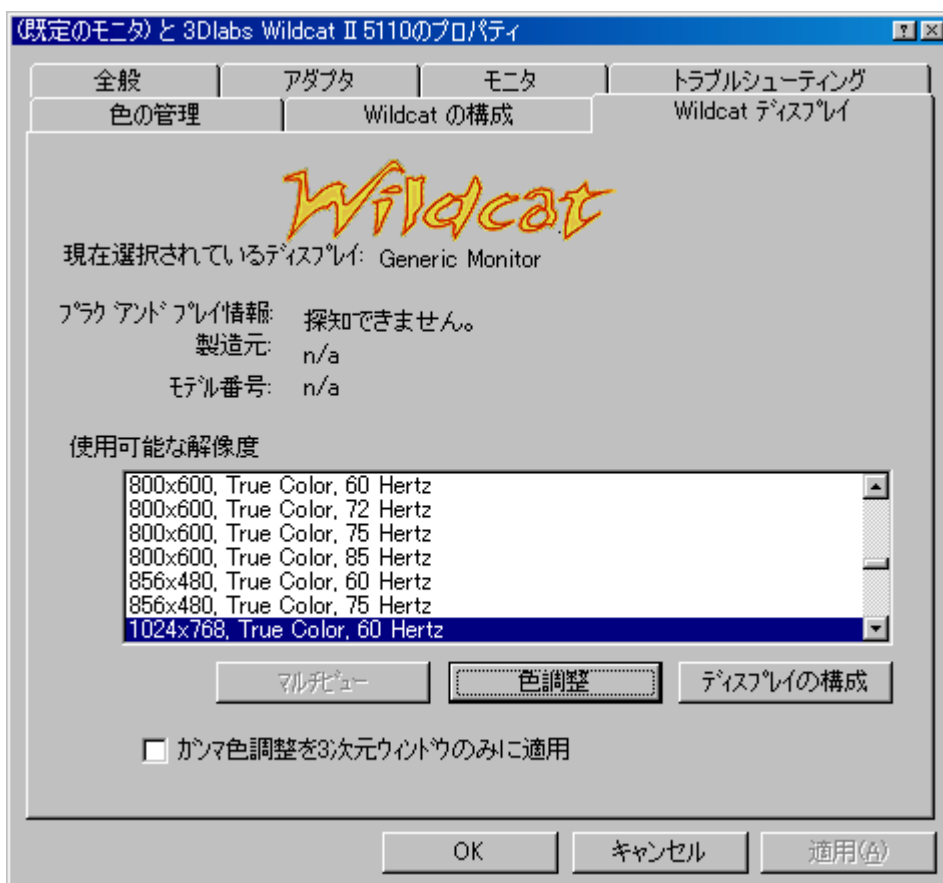 (既定のモニタ) と 3Dlabs Wildcat II 5110のプロパティ
全般 アダプタ モニタ トラブルシューティング
色の管理 Wildcat の構成 Wildcat ディスプレイ
Wildcat
現在選択されているディスプレイ: Generic Monitor
プラグ アンド プレイ情報: 探知できません。
製造元: n/a
モデル番号: n/a
使用可能な解像度
800x600, True Color, 60 Hertz
800x600, True Color, 72 Hertz
800x600, True Color, 75 Hertz
800x600, True Color, 85 Hertz
856x480, True Color, 60 Hertz
856x480, True Color, 75 Hertz
1024x768, True Color, 60 Hertz
マルチビュー 色調整 ディスプレイの構成
ガンマ色調整を3次元ウィンドウのみに適用
OK キャンセル 適用(A)